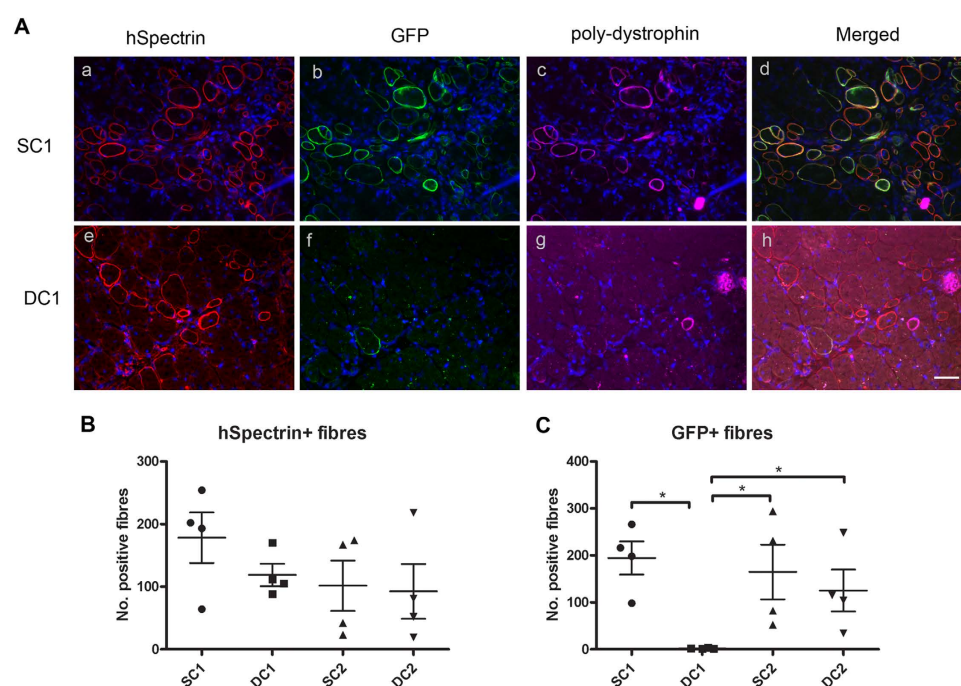 A
hSpectrin GFP poly-dystrophin Merged
SC1 a b c d
DC1 e f g h
B C
hSpectrin+ fibres GFP+ fibres
No. positive fibres
300
200
100
0
SC1 DC1 SC2 DC2
No. positive fibres
400
300
200
100
0
* * *
SC1 DC1 SC2 DC2